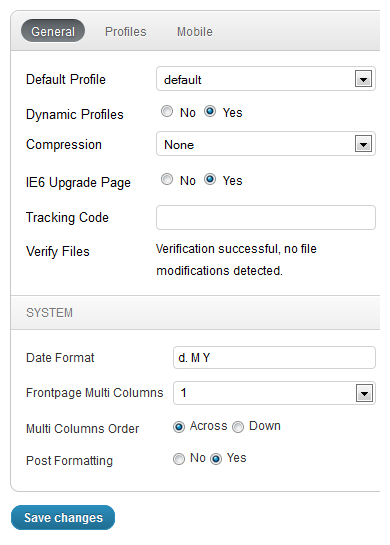 General Profiles Mobile
Default Profile default
Dynamic Profiles No Yes
Compression None
IE6 Upgrade Page No Yes
Tracking Code
Verify Files Verification successful, no file
modifications detected.
SYSTEM
Date Format d. M Y
Frontpage Multi Columns 1
Multi Columns Order Across Down
Post Formatting No Yes
Save changes